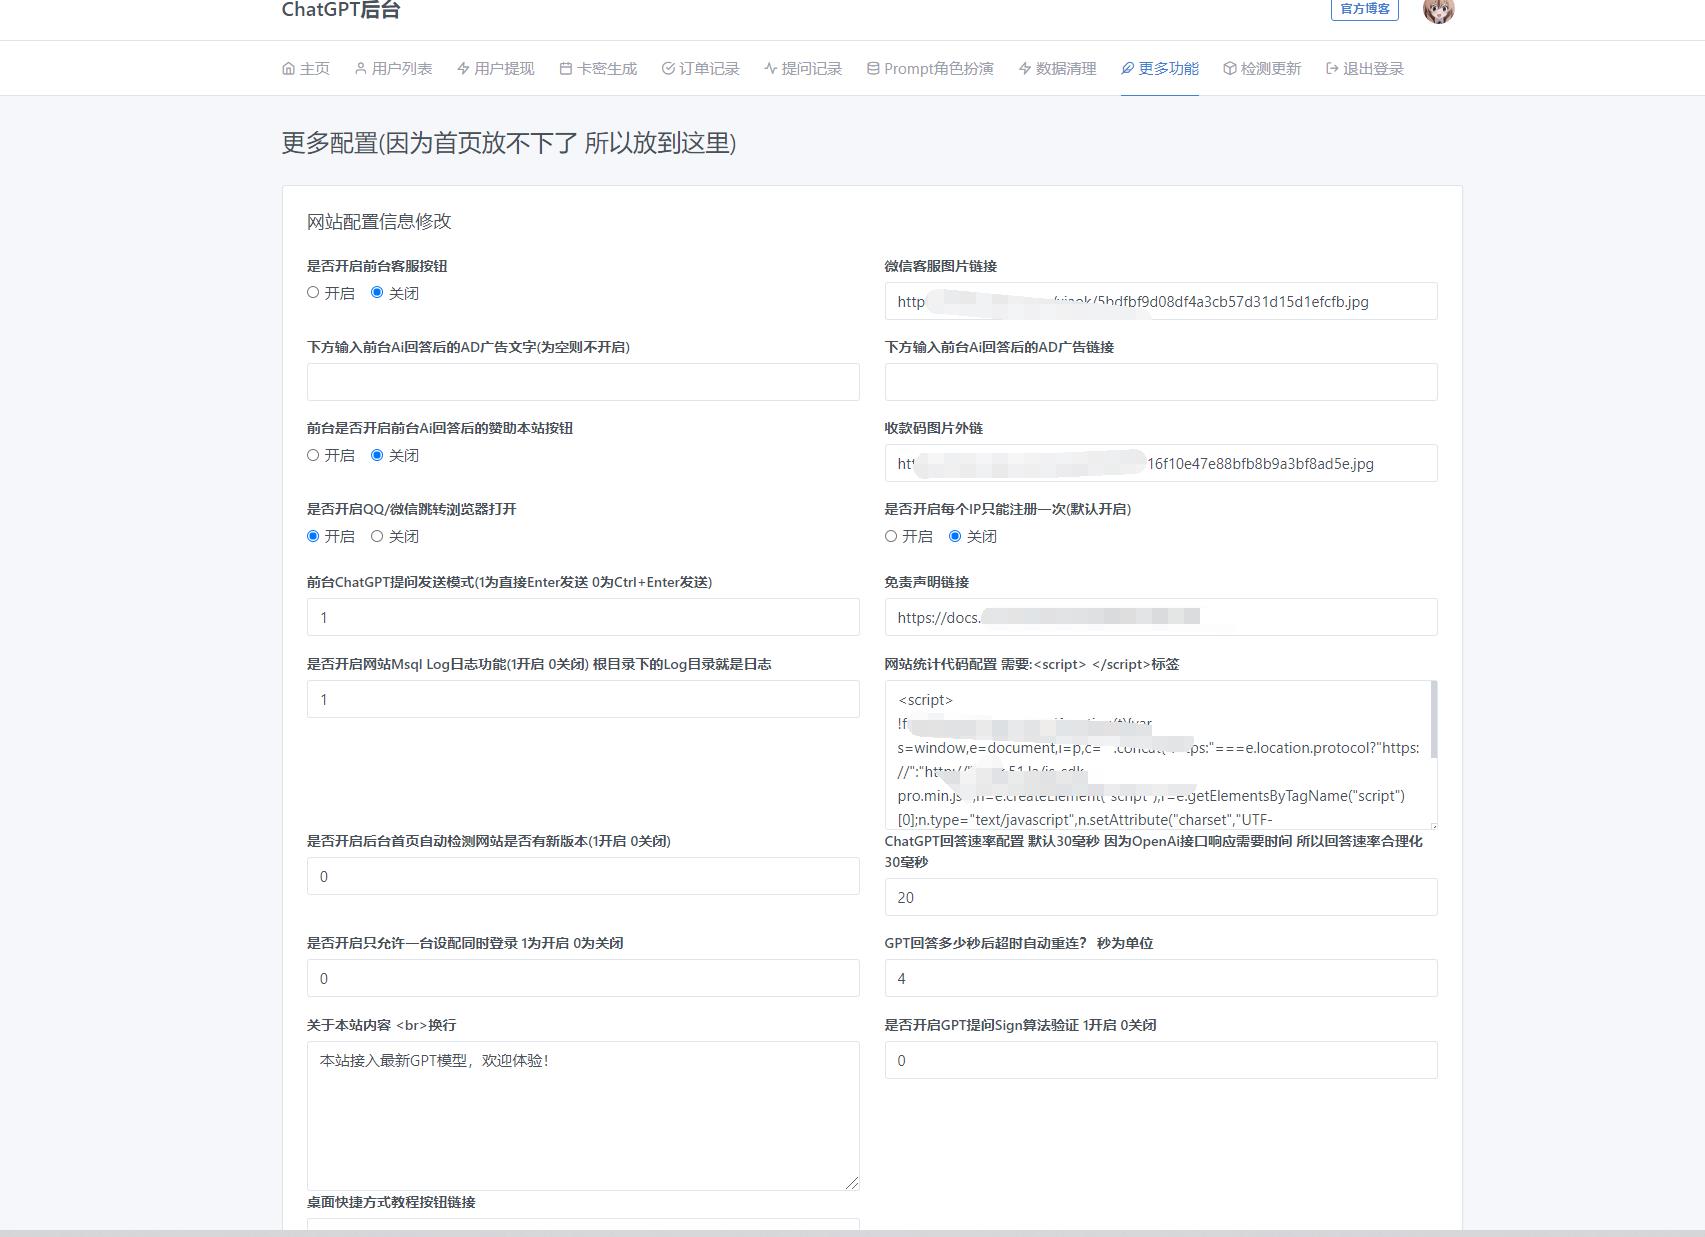 ChatGPT后台
官方博客
主页 用户列表 用户提现 卡密生成 订单记录 提问记录 Prompt角色扮演 数据清理 更多功能 检测更新 退出登录
更多配置(因为首页放不下了 所以放到这里)
网站配置信息修改
是否开启前台客服按钮
开启 关闭
微信客服图片链接
http /5bdfbf9d08df4a3cb57d31d15d1efcfb.jpg
下方输入前台Ai回答后的AD广告文字(为空则不开启)
下方输入前台Ai回答后的AD广告链接
前台是否开启前台Ai回答后的赞助本站按钮
开启 关闭
收款码图片外链
htt 16f10e47e88bfb8b9a3bf8ad5e.jpg
是否开启QQ/微信跳转浏览器打开
开启 关闭
是否开启每个IP只能注册一次(默认开启)
开启 关闭
前台ChatGPT提问发送模式(1为直接Enter发送 0为Ctrl+Enter发送)
1
免责声明链接
https://docs.
是否开启网站Msql Log日志功能(1开启 0关闭) 根目录下的Log目录就是日志
1
网站统计代码配置 需要:<script> </script>标签
<script>
!f
s=window,e=document,i=p,c= .concat( "===e.location.protocol?"https:
//":"http://
pro.min.js ,n=e.createElement("script"),r=e.getElementsByTagName("script")
[0];n.type="text/javascript",n.setAttribute("charset","UTF-
是否开启后台首页自动检测网站是否有新版本(1开启 0关闭)
0
ChatGPT回答速率配置 默认30毫秒 因为OpenAi接口响应需要时间 所以回答速率合理化
30毫秒
20
是否开启只允许一台设配同时登录 1为开启 0为关闭
0
GPT回答多少秒后超时自动重连? 秒为单位
4
关于本站内容 <br>换行
本站接入最新GPT模型，欢迎体验！
是否开启GPT提问Sign算法验证 1开启 0关闭
0
桌面快捷方式教程按钮链接